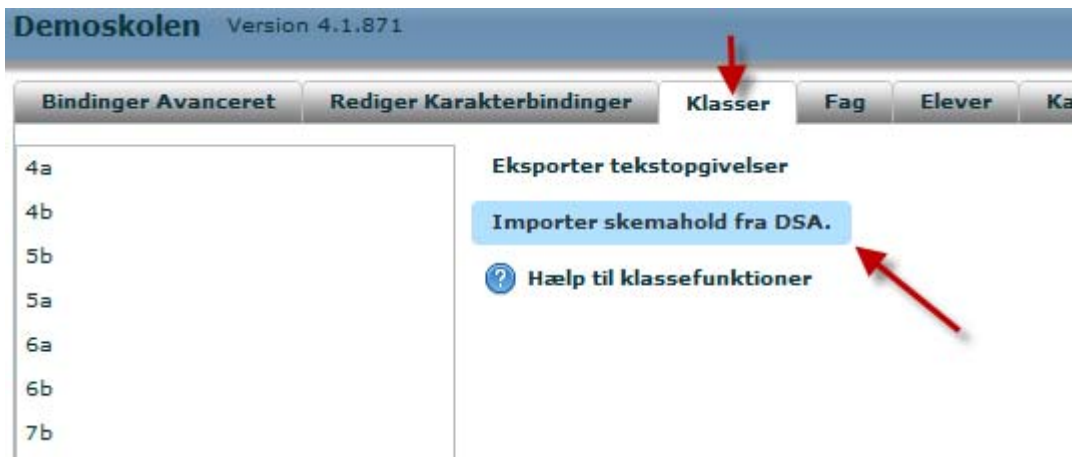 Demoskolen Version 4.1.871
Bindinger Avanceret Rediger Karakterbindinger Klasser Fag Elever Ka
4a
4b
5b
5a
6a
6b
7b
Eksporter tekstopgivelser
Importer skemahold fra DSA.
Hælp til klassefunktioner